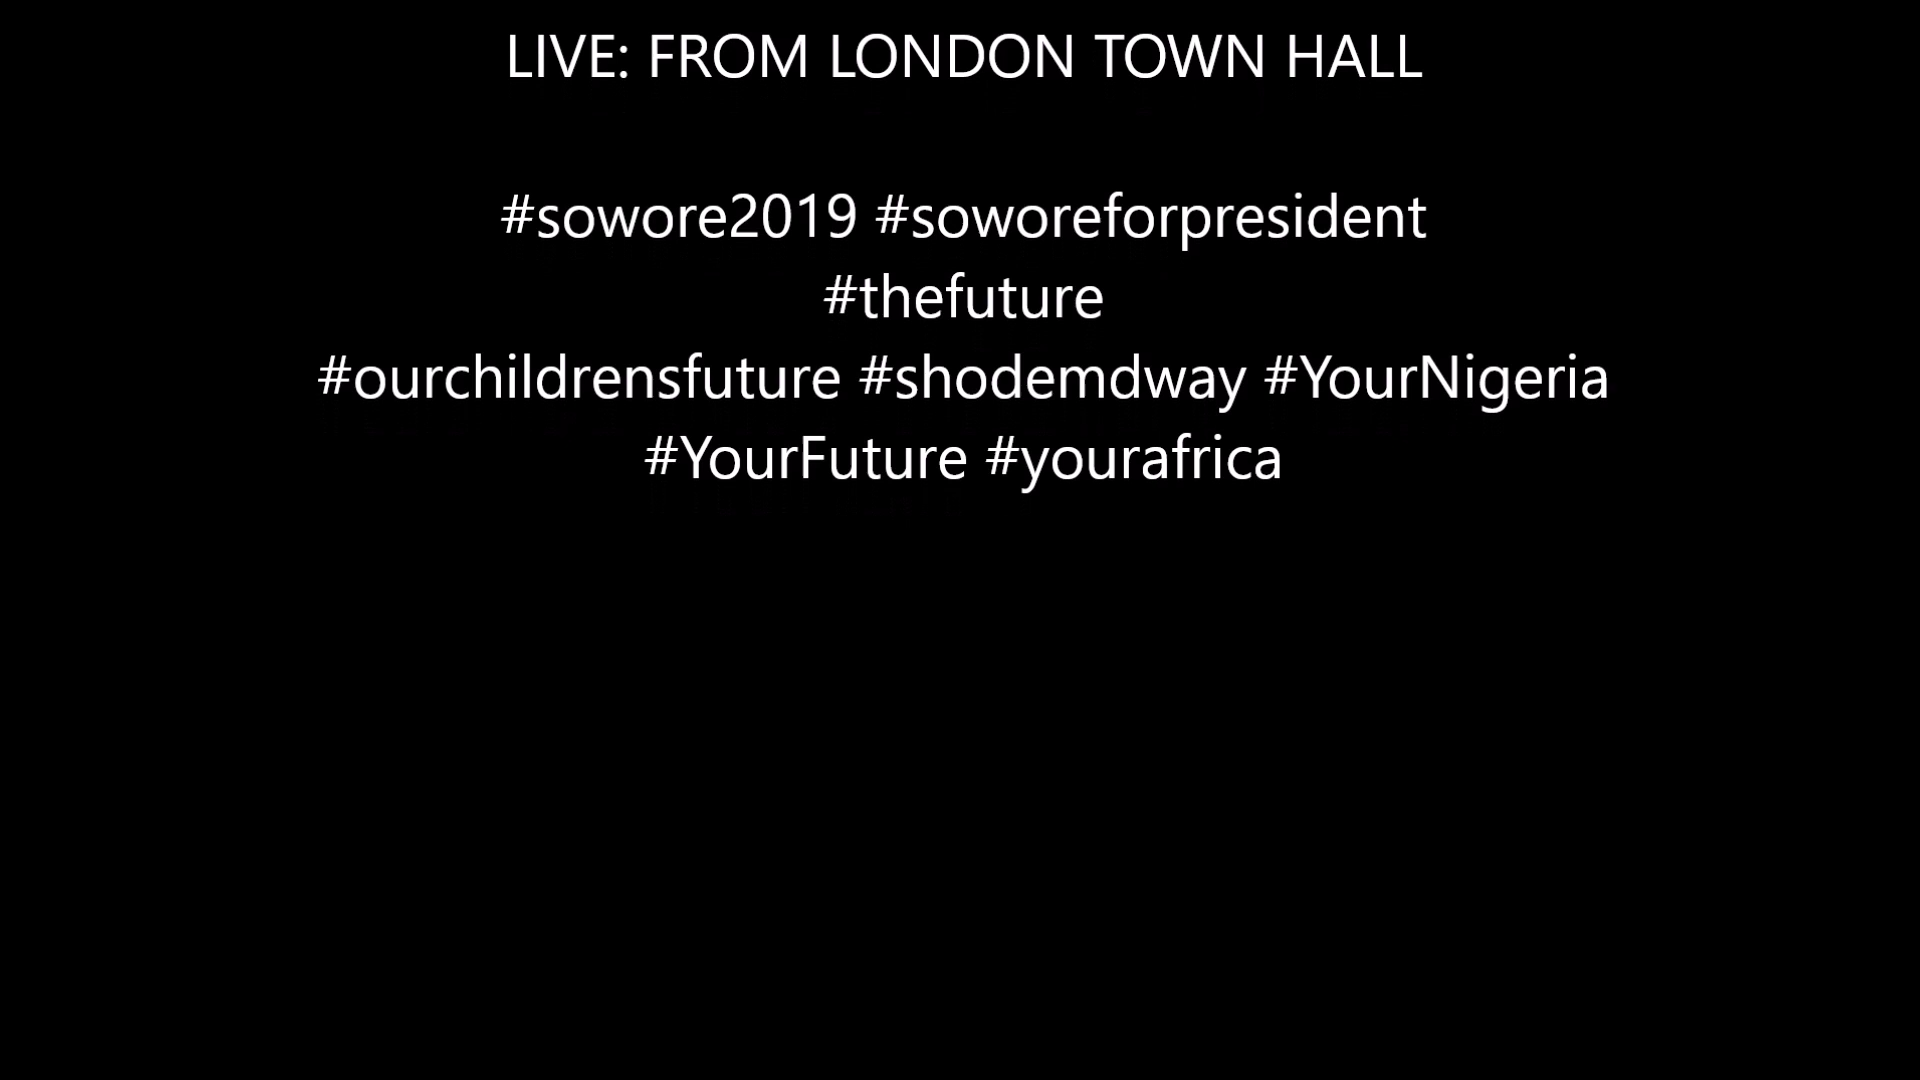 LIVE: FROM LONDON TOWN HALL
#sowore2019 #soworeforpresident
#thefuture
#ourchildrensfuture #shodemdway #YourNigeria
#YourFuture #yourafrica